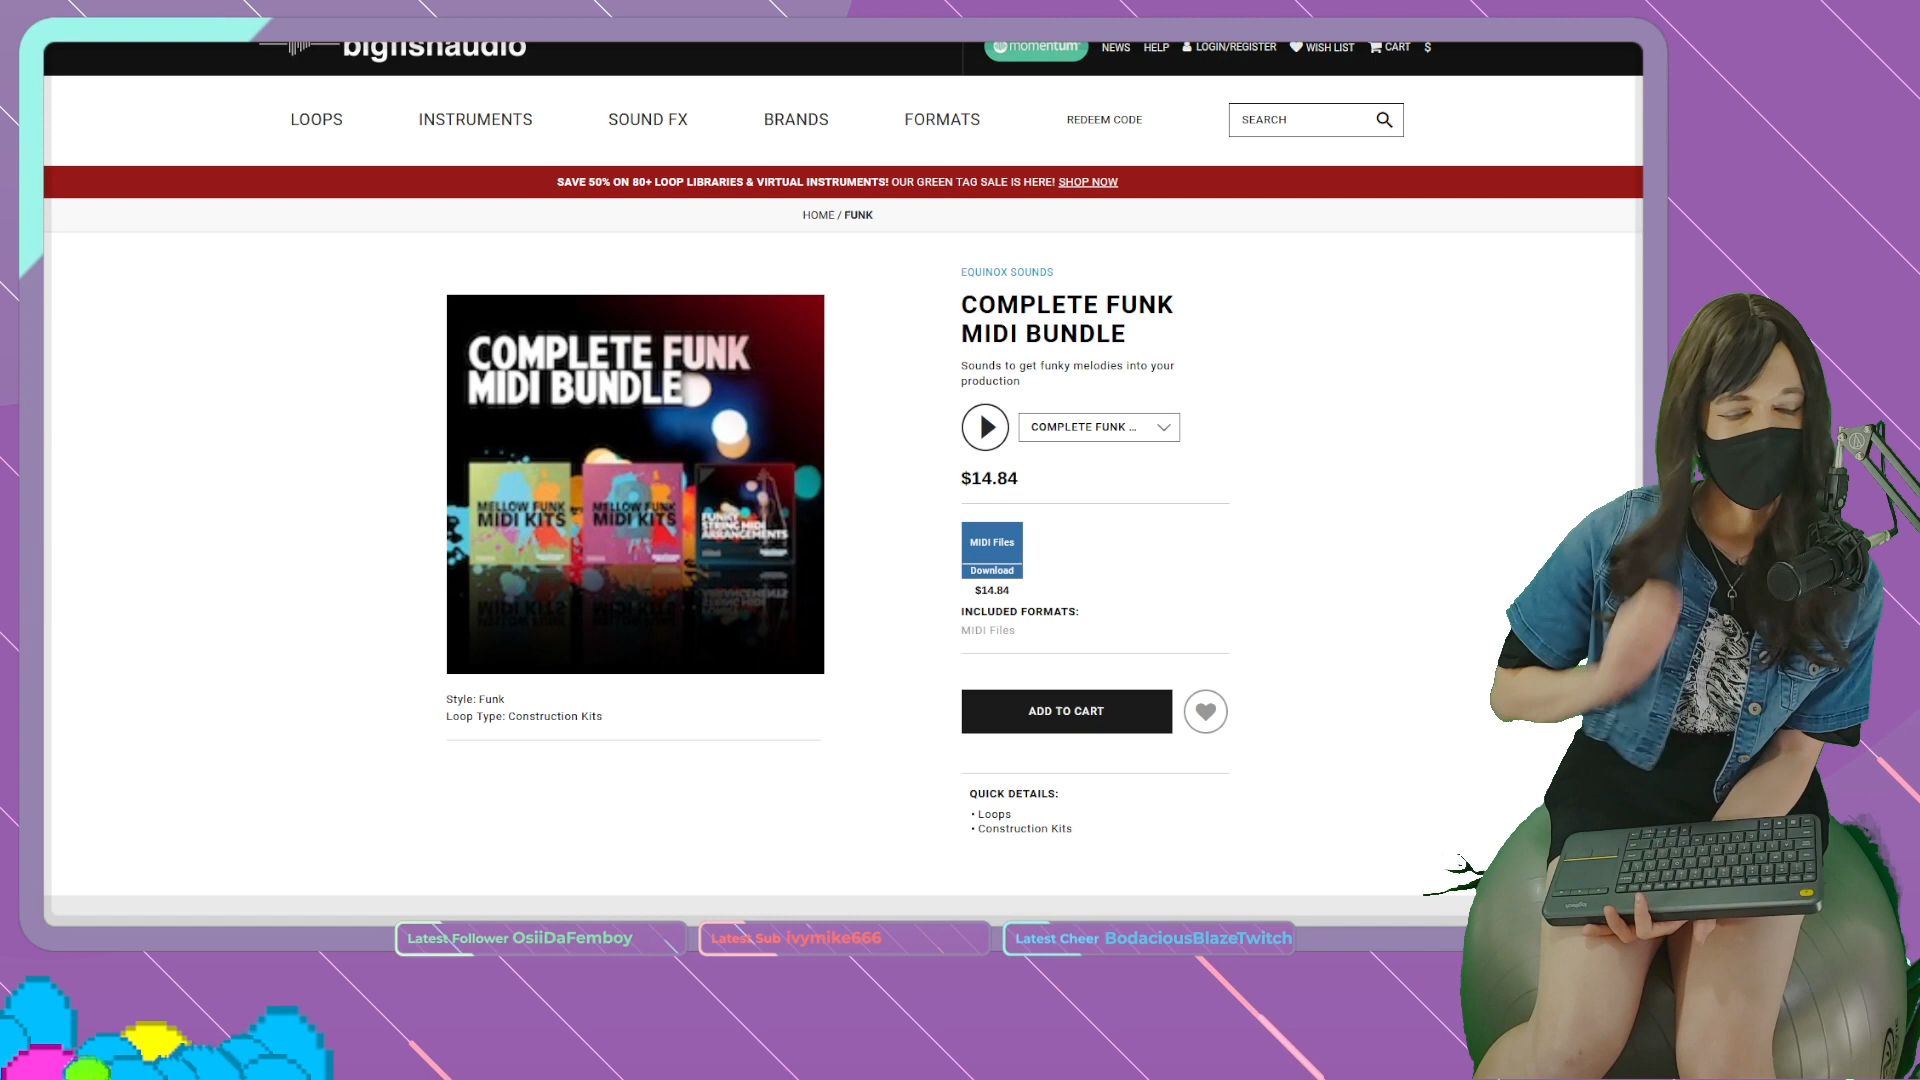 bigfishaudio
momentum
NEWS
HELP
LOGIN/REGISTER
WISH LIST
CART
$
LOOPS
INSTRUMENTS
SOUND FX
BRANDS
FORMATS
REDEEM CODE
SEARCH
SAVE 50% ON 80+ LOOP LIBRARIES & VIRTUAL INSTRUMENTS! OUR GREEN TAG SALE IS HERE! SHOP NOW
HOME / FUNK
COMPLETE FUNK
MIDI BUNDLE
MELLOW FUNK
MIDI KITS
MELLOW FUNK
MIDI KITS
FUNKY
STRING MIDI
ARRANGEMENTS
Style: Funk
Loop Type: Construction Kits
EQUINOX SOUNDS
COMPLETE FUNK
MIDI BUNDLE
Sounds to get funky melodies into your
production
COMPLETE FUNK ...
$14.84
MIDI Files
Download
$14.84
INCLUDED FORMATS:
MIDI Files
ADD TO CART
QUICK DETAILS:
• Loops
• Construction Kits
Latest Follower OsiiDaFemboy
Latest Sub ivymike666
Latest Cheer BodaciousBlazeTwitch